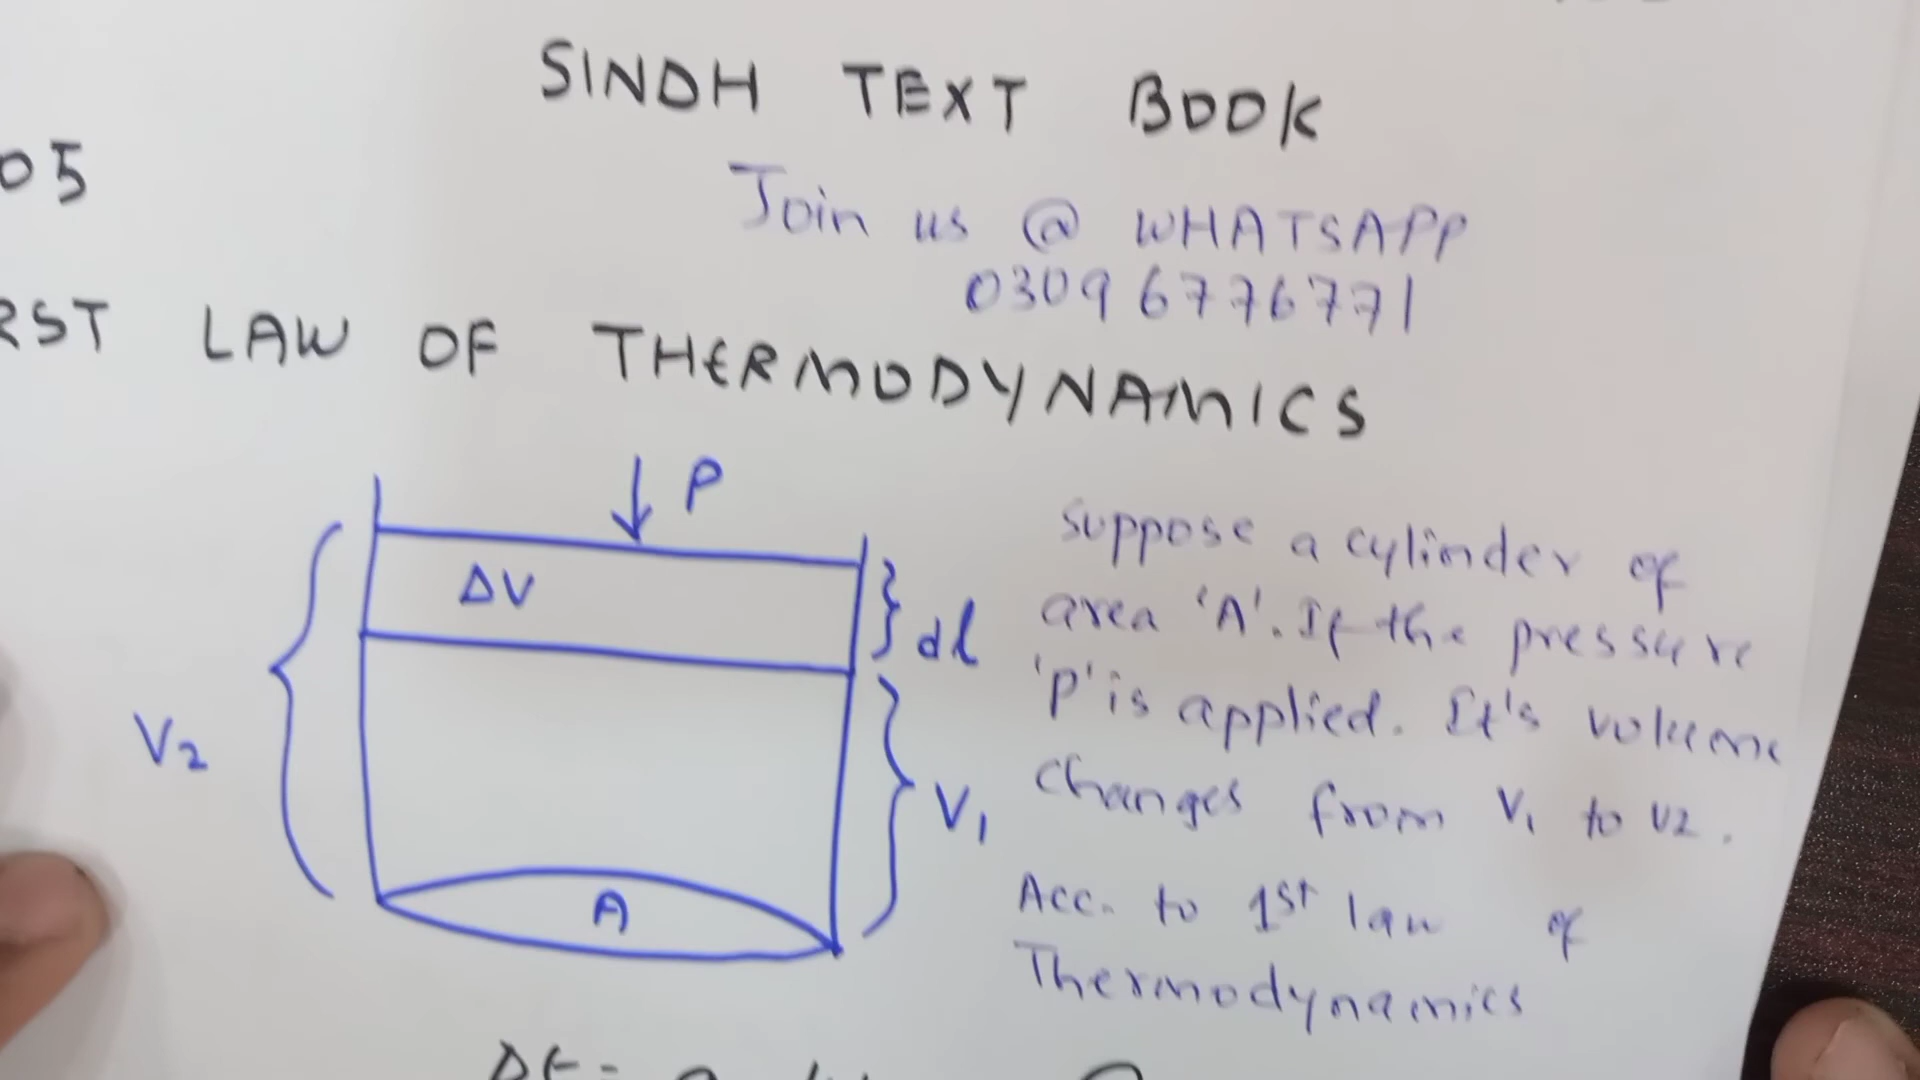 SINDH TEXT BOOK
05
Join us @ WHATSAPP
03096776771
RST LAW OF THERMODYNAMICS
P
ΔV
dl
V2
V1
A
Suppose a cylinder of
area 'A'. If the pressure
'P' is applied. It's volume
changes from V1 to V2.
Acc. to 1st law of
Thermodynamics
ΔE =